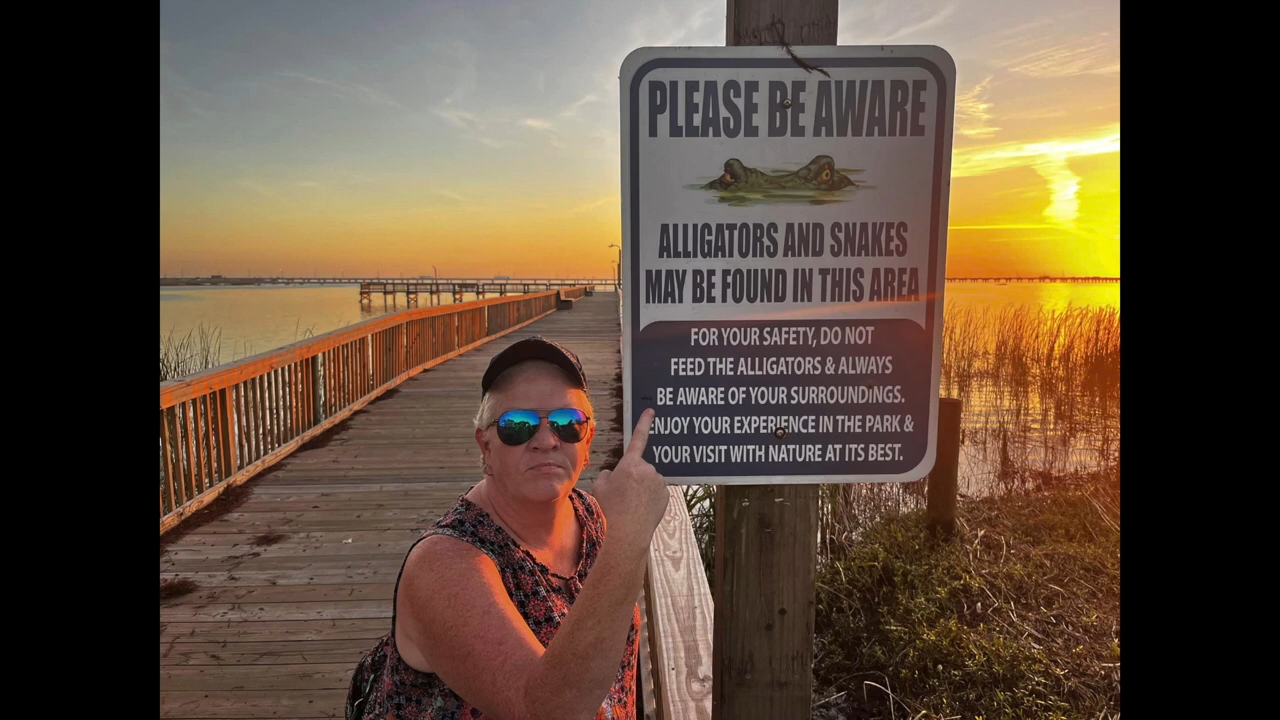 PLEASE BE AWARE
ALLIGATORS AND SNAKES
MAY BE FOUND IN THIS AREA
FOR YOUR SAFETY, DO NOT
FEED THE ALLIGATORS & ALWAYS
BE AWARE OF YOUR SURROUNDINGS.
ENJOY YOUR EXPERIENCE IN THE PARK &
YOUR VISIT WITH NATURE AT ITS BEST.